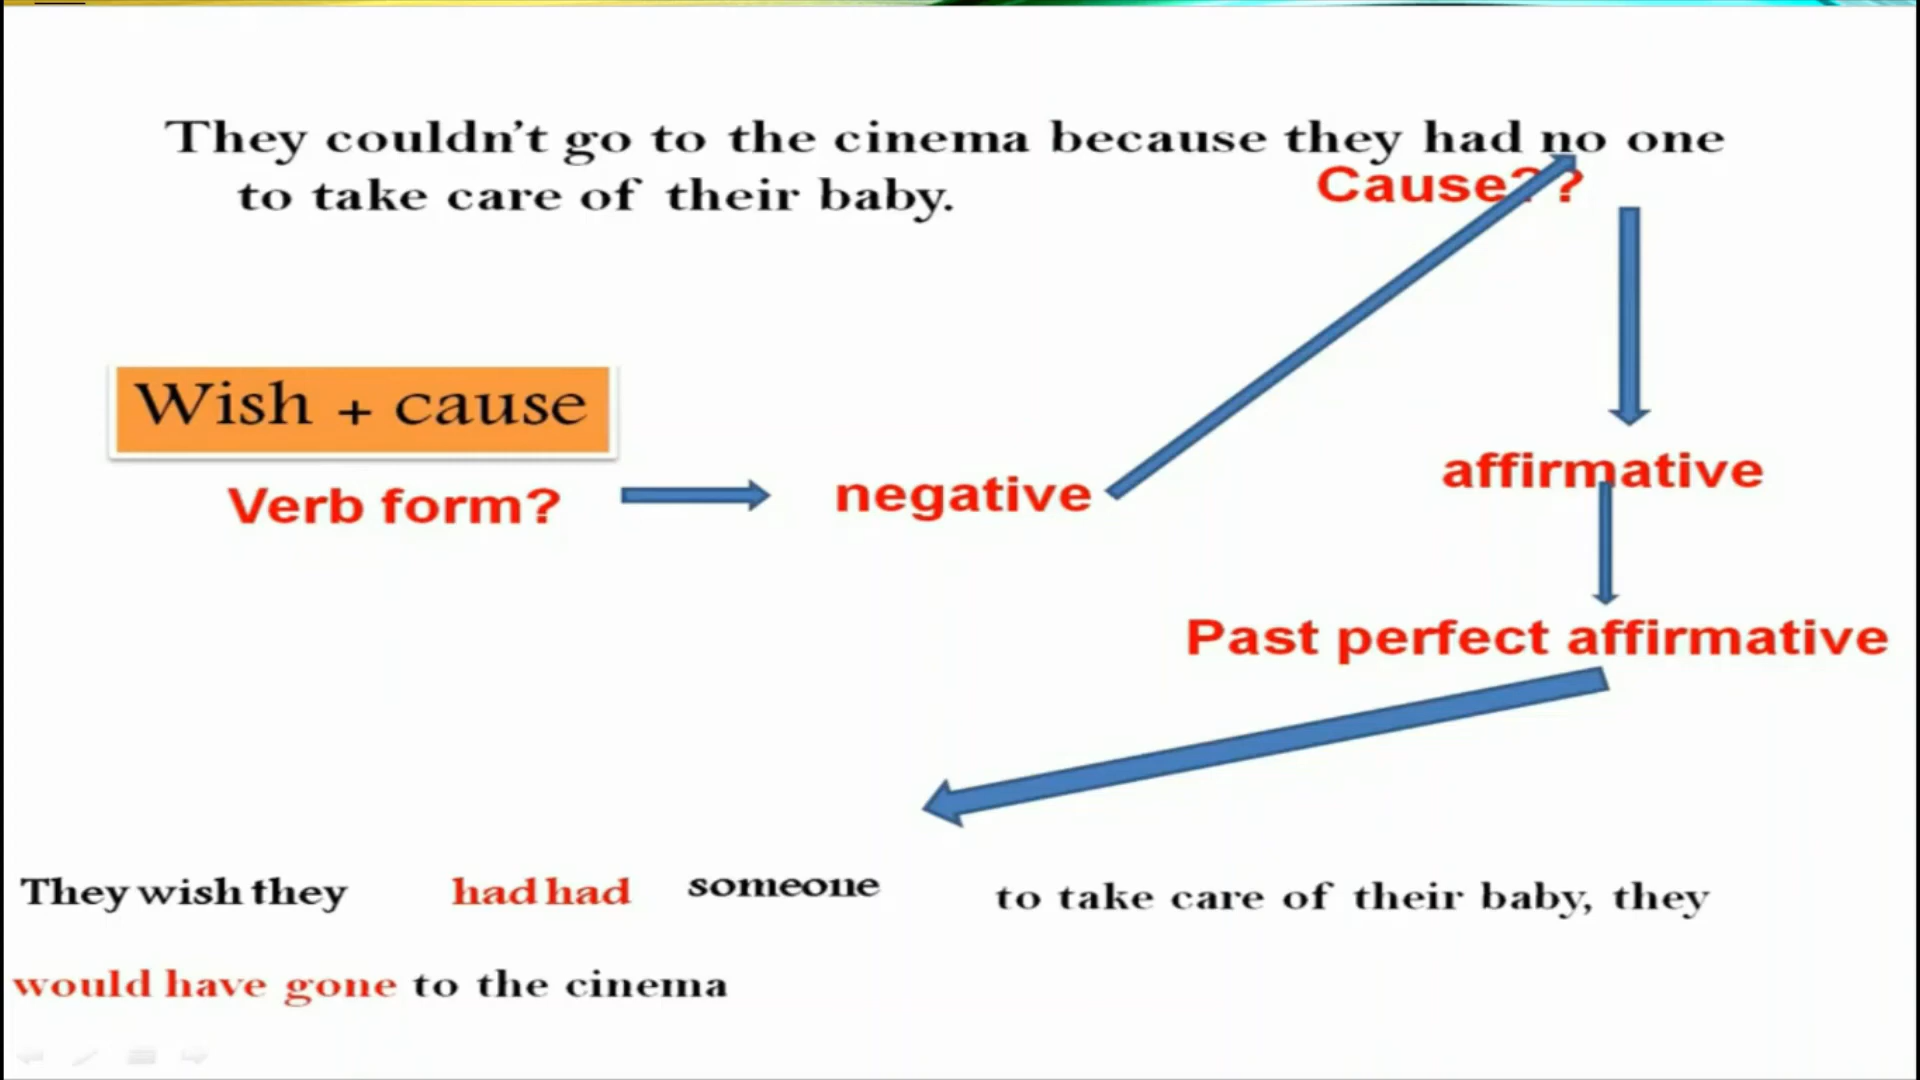 They couldn't go to the cinema because they had no one
to take care of their baby.
Cause??
Wish + cause
Verb form?
negative
affirmative
Past perfect affirmative
They wish they had had someone to take care of their baby, they
would have gone to the cinema